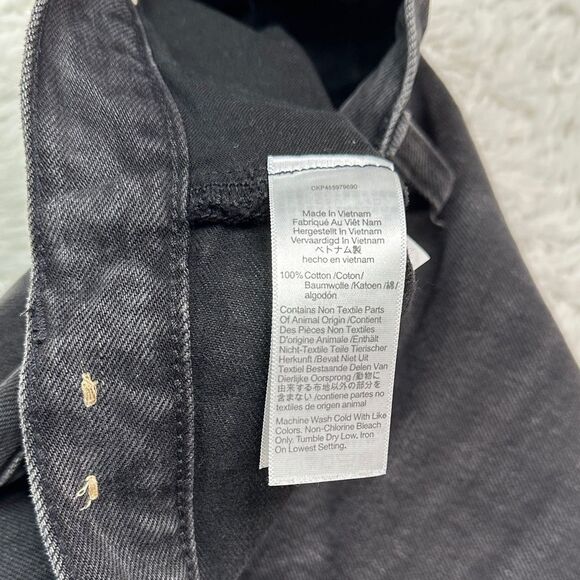 Made In Vietnam
Fabriqué Au Viêt Nam
Hergestellt In Vietnam
Vervaardigd In Vietnam
ベトナム製
hecho en vietnam
100% Cotton /Coton/
Baumwolle /Katoen /綿/
algodón
Contains Non Textile Parts
Of Animal Origin /Contient
Des Pièces Non Textiles
D'origine Animale /Enthält
Nicht-Textile Teile Tierischer
Herkunft /Bevat Niet Uit
Textiel Bestaande Delen Van
Dierlijke Oorsprong /動物に
由来する布地以外の部分を
含まない /contiene partes no
textiles de origen animal
Machine Wash Cold With Like
Colors. Non-Chlorine Bleach
Only. Tumble Dry Low. Iron
On Lowest Setting.